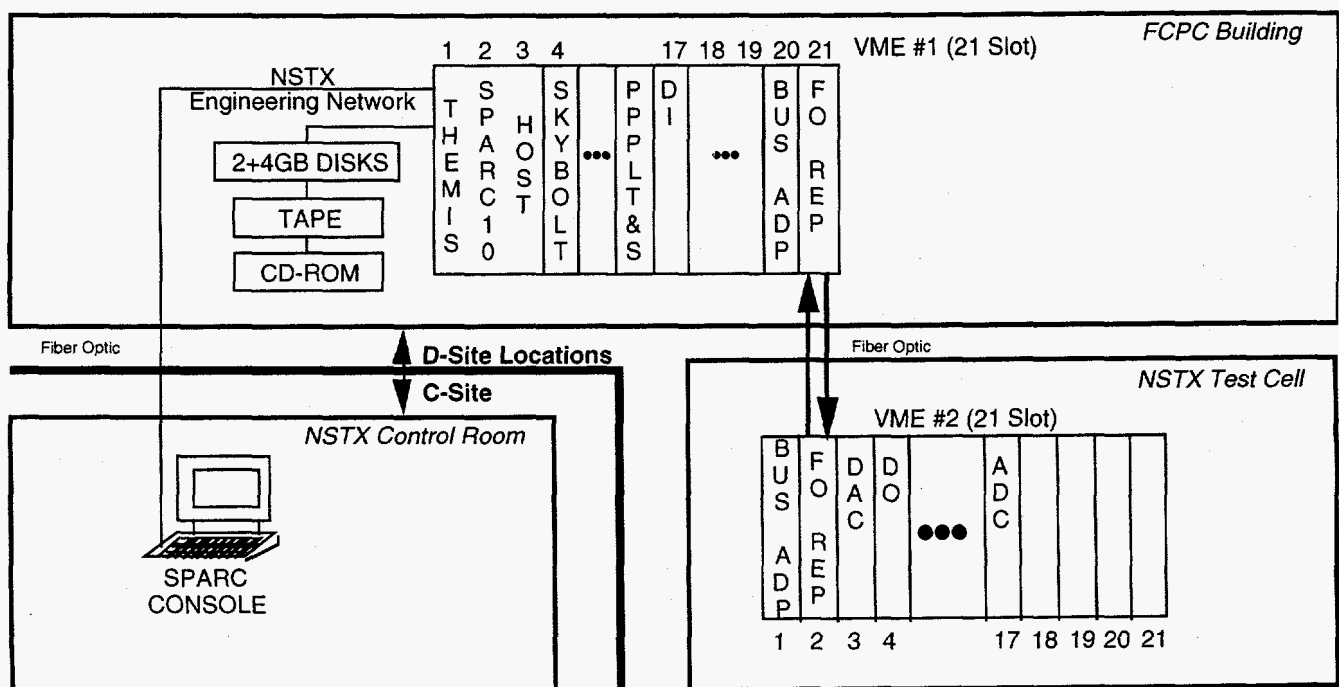 FCPC Building
1 2 3 4 17 18 19 20 21 VME #1 (21 Slot)
NSTX
Engineering Network
2+4GB DISKS
TAPE
CD-ROM
THEMIS
SPARC10
HOST
SKYBOLT
•••
PPPLT&S
DI
•••
BUS ADP
FO REP
Fiber Optic
D-Site Locations
C-Site
Fiber Optic
NSTX Control Room
SPARC
CONSOLE
NSTX Test Cell
VME #2 (21 Slot)
BUS ADP
FO REP
DAC
DO
•••
ADC
1 2 3 4 17 18 19 20 21